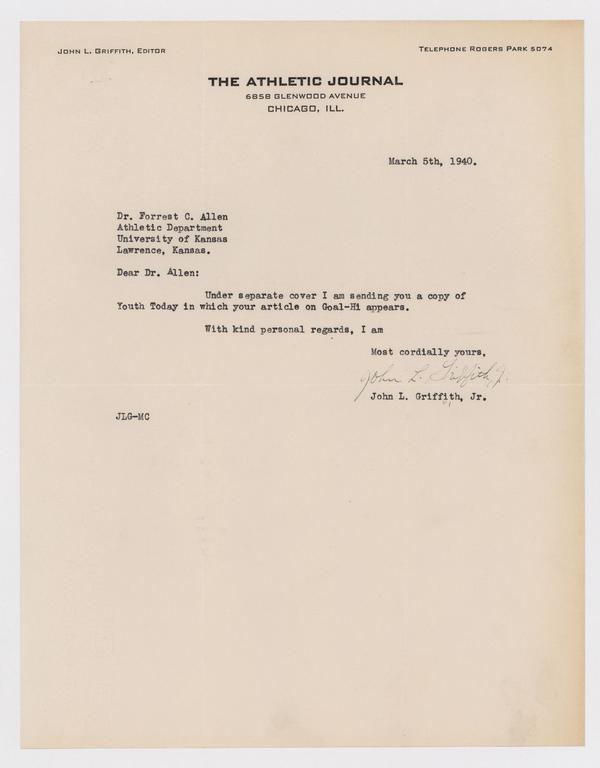 John L. Griffith, Editor
Telephone Rogers Park 5074
THE ATHLETIC JOURNAL
6858 GLENWOOD AVENUE
CHICAGO, ILL.
March 5th, 1940.
Dr. Forrest C. Allen
Athletic Department
University of Kansas
Lawrence, Kansas.
Dear Dr. Allen:
Under separate cover I am sending you a copy of
Youth Today in which your article on Goal-Hi appears.
With kind personal regards, I am
Most cordially yours,
John L. Griffith, Jr.
John L. Griffith, Jr.
JLG-MC